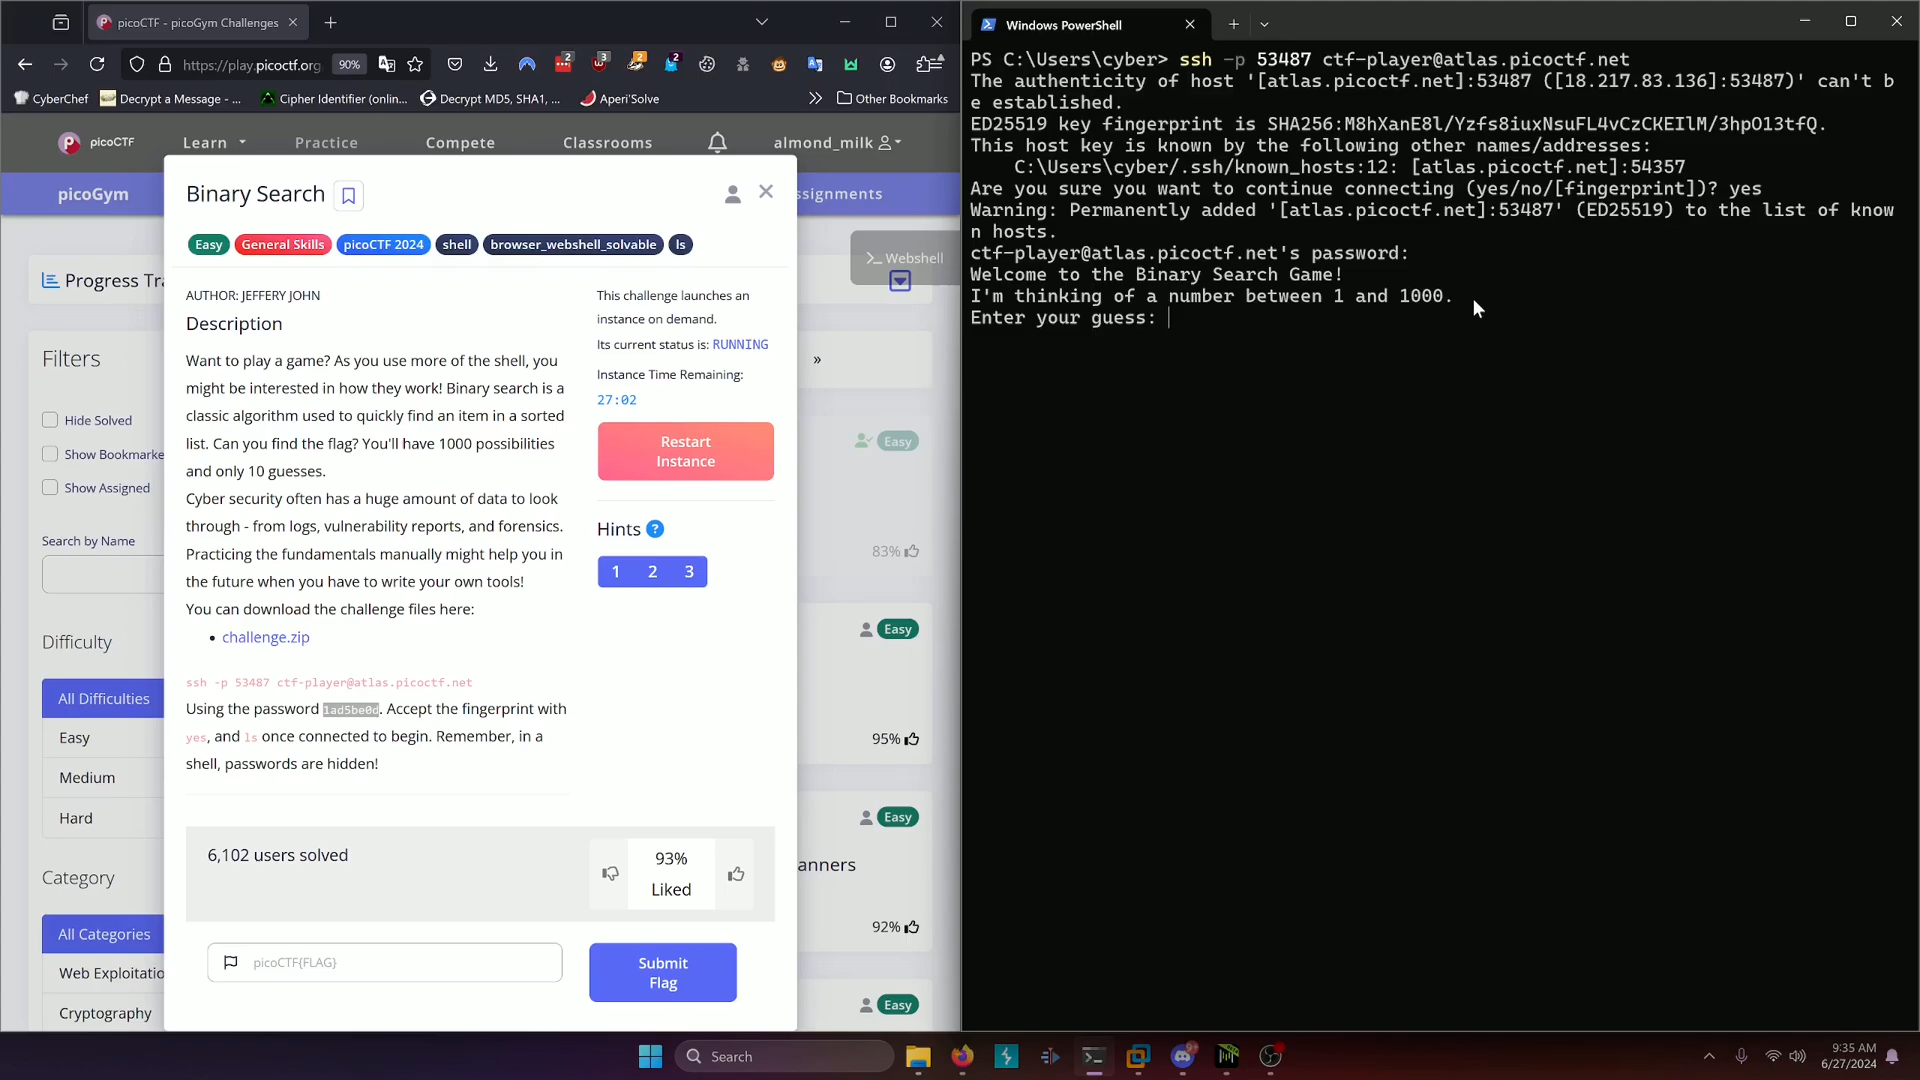 picoCTF - picoGym Challenges
https://play.picoctf.org
90%
2
3
2
2
CyberChef
Decrypt a Message - ...
Cipher Identifier (onlin...
Decrypt MD5, SHA1, ...
Aperi'Solve
Other Bookmarks
picoCTF
Learn
Practice
Compete
Classrooms
almond_milk
picoGym
ssignments
Binary Search
Easy
General Skills
picoCTF 2024
shell
browser_webshell_solvable
ls
Webshell
Progress Tra
AUTHOR: JEFFERY JOHN
Description
Want to play a game? As you use more of the shell, you
might be interested in how they work! Binary search is a
classic algorithm used to quickly find an item in a sorted
list. Can you find the flag? You'll have 1000 possibilities
and only 10 guesses.
Cyber security often has a huge amount of data to look
through - from logs, vulnerability reports, and forensics.
Practicing the fundamentals manually might help you in
the future when you have to write your own tools!
You can download the challenge files here:
• challenge.zip
ssh -p 53487 ctf-player@atlas.picoctf.net
Using the password 1ad5be0d. Accept the fingerprint with
yes, and ls once connected to begin. Remember, in a
shell, passwords are hidden!
This challenge launches an
instance on demand.
Its current status is: RUNNING
Instance Time Remaining:
27:02
Restart
Instance
Hints ?
1 2 3
6,102 users solved
93%
Liked
picoCTF{FLAG}
Submit
Flag
Filters
Hide Solved
Show Bookmarke
Show Assigned
Search by Name
Difficulty
All Difficulties
Easy
Medium
Hard
Category
All Categories
Web Exploitatio
Cryptography
»
Easy
83%
Easy
95%
Easy
anners
92%
Easy
Windows PowerShell
PS C:\Users\cyber> ssh -p 53487 ctf-player@atlas.picoctf.net
The authenticity of host '[atlas.picoctf.net]:53487 ([18.217.83.136]:53487)' can't b
e established.
ED25519 key fingerprint is SHA256:M8hXanE8l/Yzfs8iuxNsuFL4vCzCKEIlM/3hpO13tfQ.
This host key is known by the following other names/addresses:
C:\Users\cyber/.ssh/known_hosts:12: [atlas.picoctf.net]:54357
Are you sure you want to continue connecting (yes/no/[fingerprint])? yes
Warning: Permanently added '[atlas.picoctf.net]:53487' (ED25519) to the list of know
n hosts.
ctf-player@atlas.picoctf.net's password:
Welcome to the Binary Search Game!
I'm thinking of a number between 1 and 1000.
Enter your guess:
Search
9:35 AM
6/27/2024